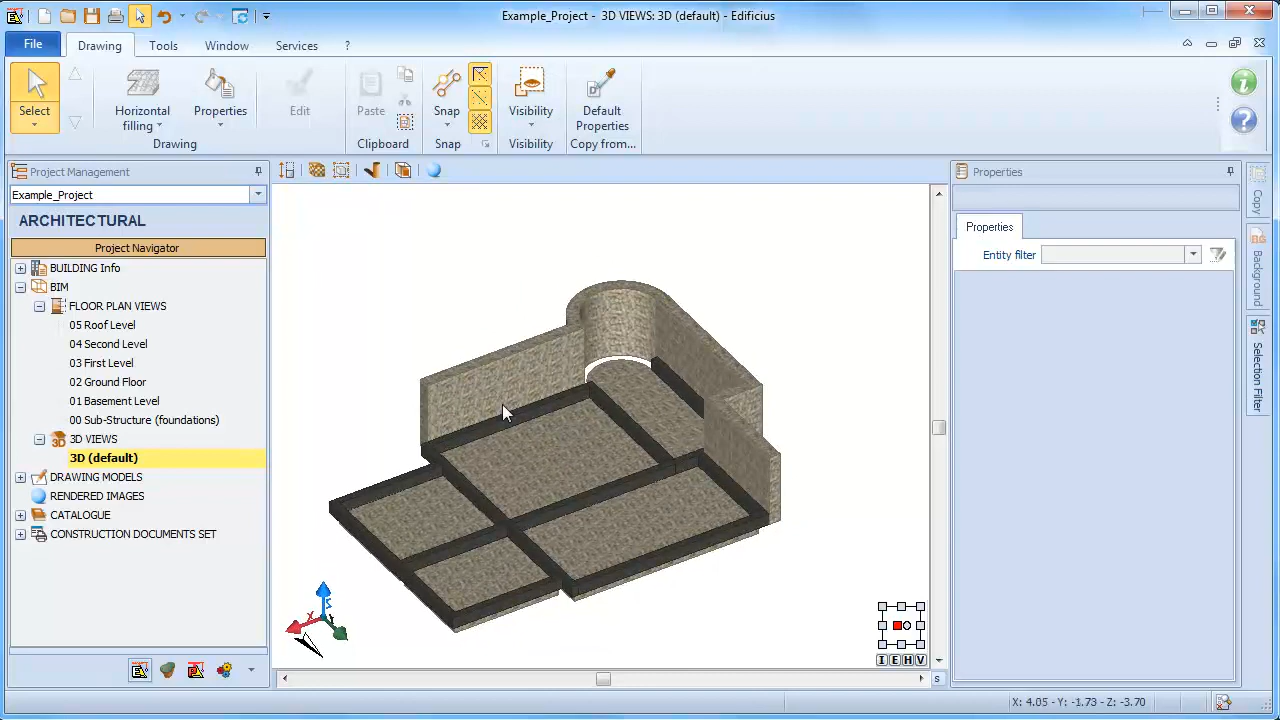 Example_Project - 3D VIEWS: 3D (default) - Edificius
File Drawing Tools Window Services ?
Select
Horizontal filling
Properties
Edit
Paste
Snap
Visibility
Default Properties
Drawing Clipboard Snap Visibility Copy from...
Project Management
Example_Project
ARCHITECTURAL
Project Navigator
BUILDING Info
BIM
FLOOR PLAN VIEWS
05 Roof Level
04 Second Level
03 First Level
02 Ground Floor
01 Basement Level
00 Sub-Structure (foundations)
3D VIEWS
3D (default)
DRAWING MODELS
RENDERED IMAGES
CATALOGUE
CONSTRUCTION DOCUMENTS SET
I E H V
s
Properties
Properties
Entity filter
Copy
Background
Selection Filter
X: 4.05 - Y: -1.73 - Z: -3.70